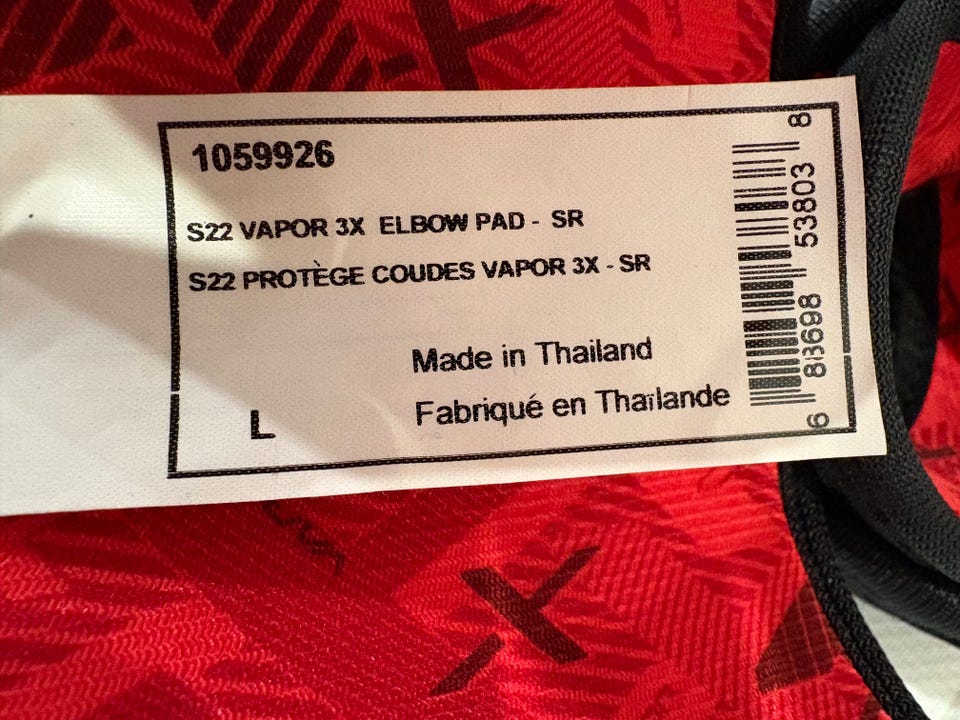 1059926
S22 VAPOR 3X ELBOW PAD - SR
S22 PROTÈGE COUDES VAPOR 3X - SR
Made in Thailand
Fabriqué en Thaïlande
L
6 88698 53803 8